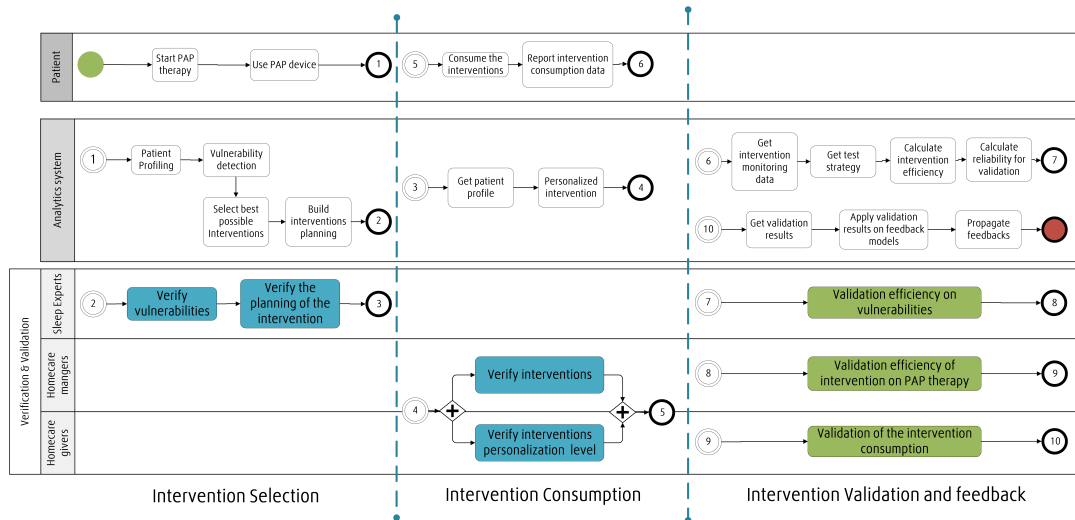 Patient
Start PAP
therapy
Use PAP device
1
5
Consume the
interventions
Report intervention
consumption data
6
Analytics system
1
Patient
Profiling
Vulnerability
detection
Select best
possible
Interventions
Build
interventions
planning
2
3
Get patient
profile
Personalized
intervention
4
6
Get
intervention
monitoring
data
Get test
strategy
Calculate
intervention
efficiency
Calculate
reliability for
validation
7
10
Get validation
results
Apply validation
results on feedback
models
Propagate
feedbacks
Verification & Validation
Sleep Experts
2
Verify
vulnerabilities
Verify the
planning of the
intervention
3
7
Validation efficiency on
vulnerabilities
8
Homecare
mangers
4
Verify interventions
5
8
Validation efficiency of
intervention on PAP therapy
9
Homecare
givers
Verify interventions
personalization level
9
Validation of the intervention
consumption
10
Intervention Selection
Intervention Consumption
Intervention Validation and feedback